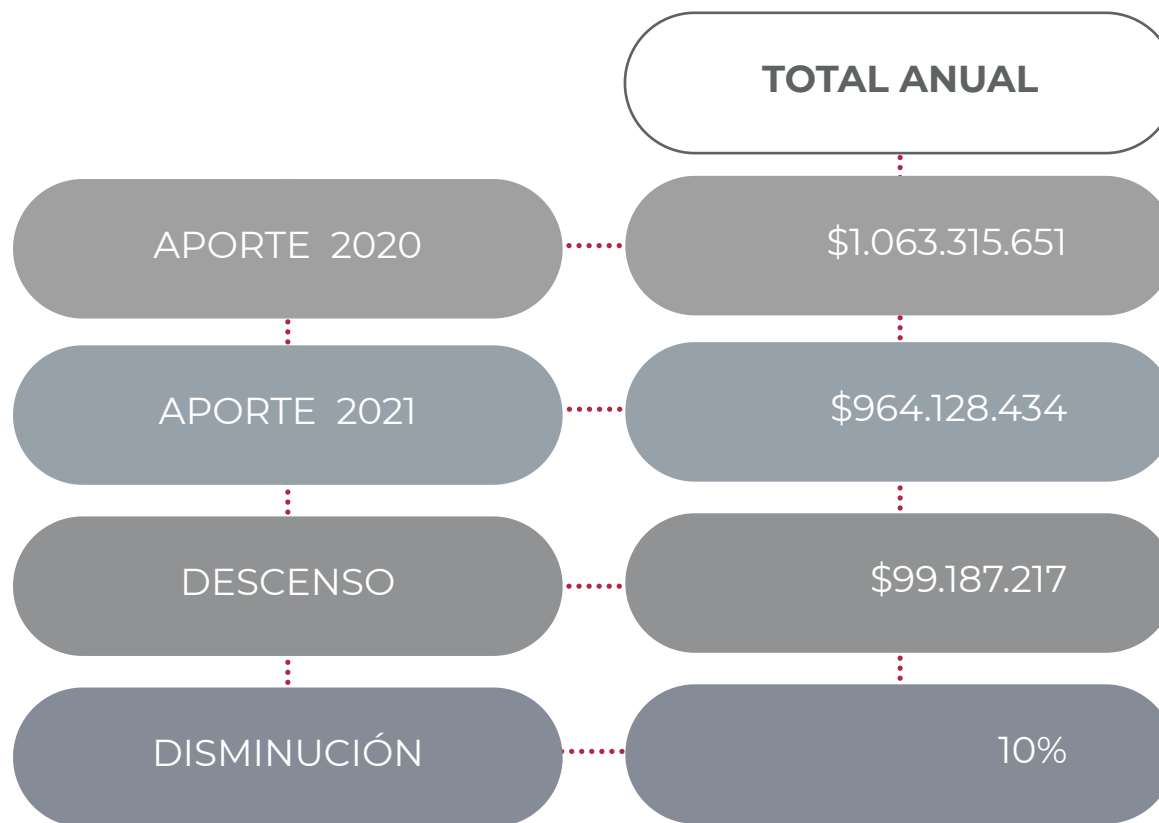 TOTAL ANUAL
APORTE 2020 $1.063.315.651
APORTE 2021 $964.128.434
DESCENSO $99.187.217
DISMINUCIÓN 10%